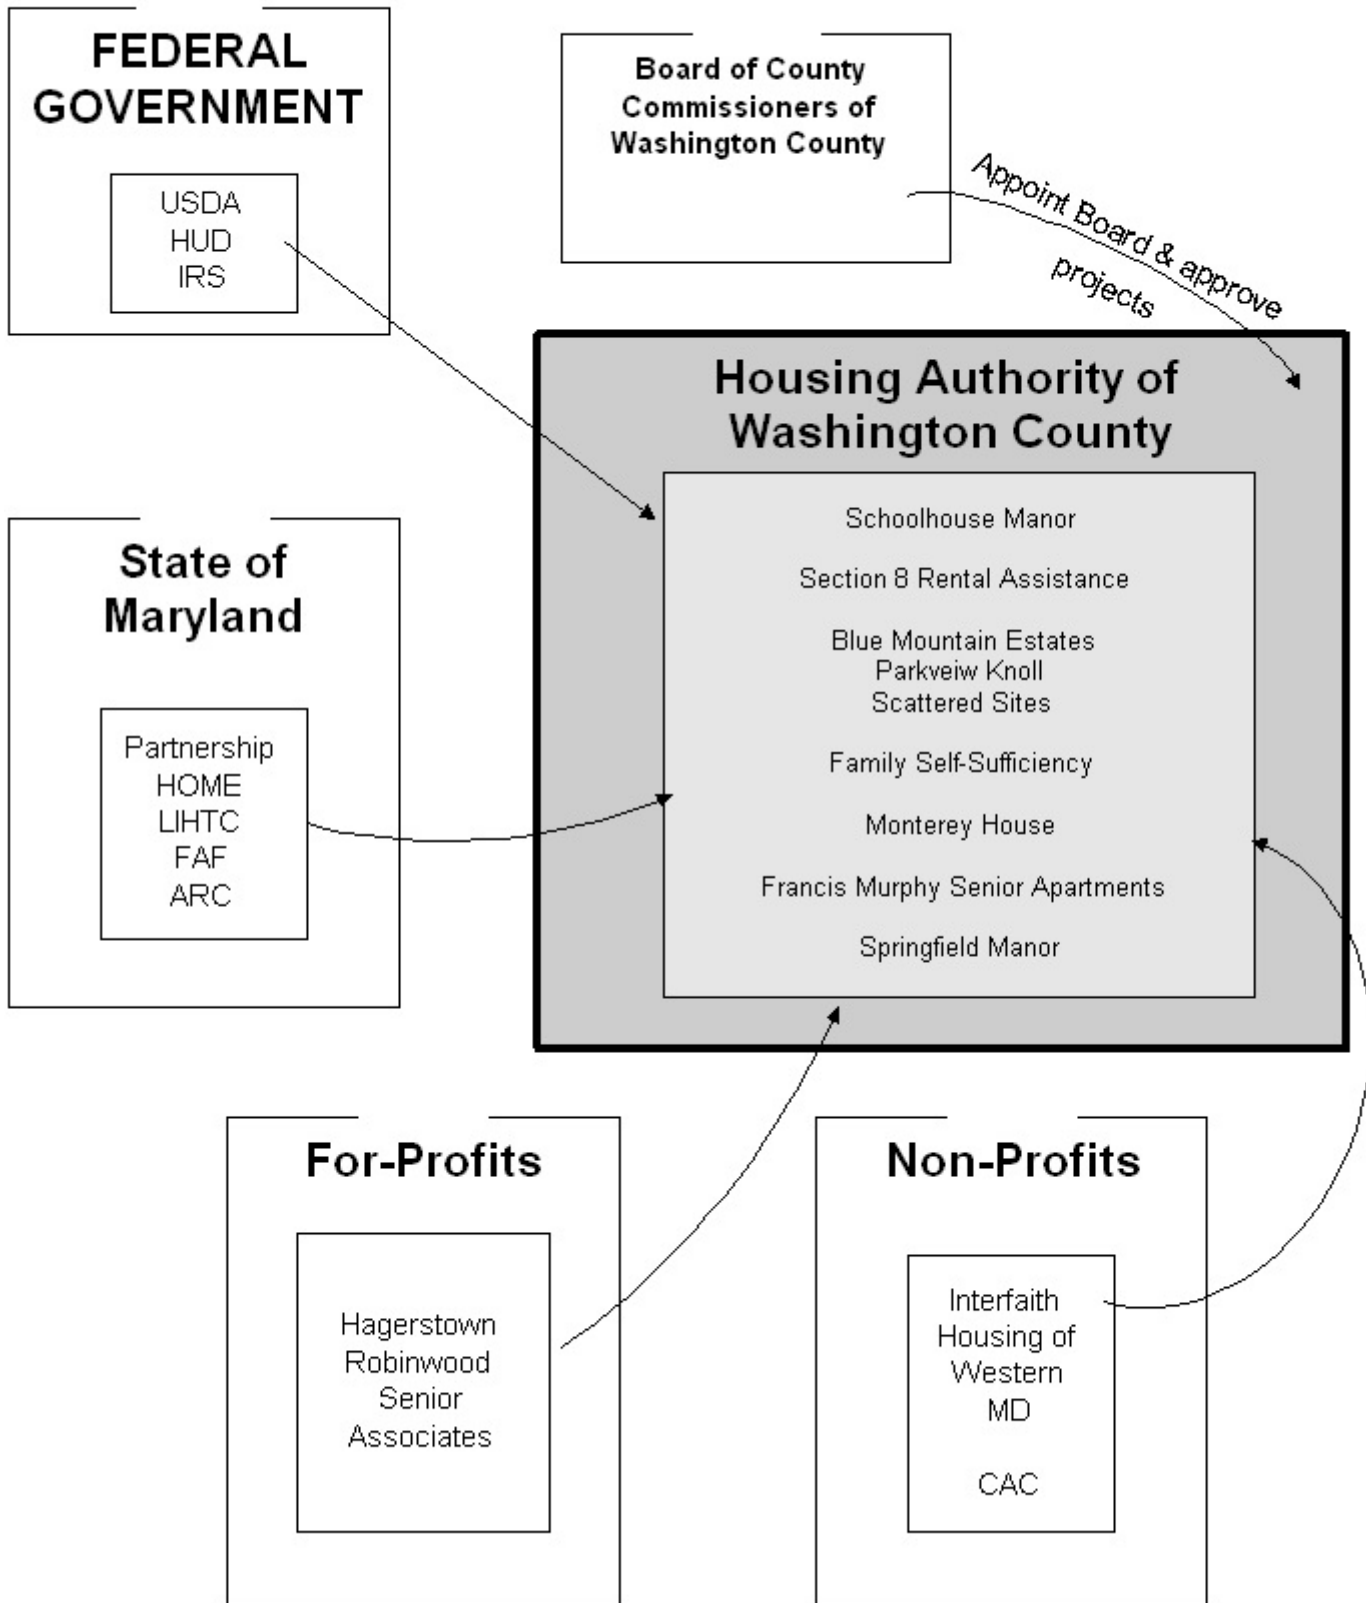 FEDERAL
GOVERNMENT
USDA
HUD
IRS
Board of County
Commissioners of
Washington County
Appoint Board & approve
projects
Housing Authority of
Washington County
Schoolhouse Manor
Section 8 Rental Assistance
Blue Mountain Estates
Parkveiw Knoll
Scattered Sites
Family Self-Sufficiency
Monterey House
Francis Murphy Senior Apartments
Springfield Manor
State of
Maryland
Partnership
HOME
LIHTC
FAF
ARC
For-Profits
Hagerstown
Robinwood
Senior
Associates
Non-Profits
Interfaith
Housing of
Western
MD
CAC